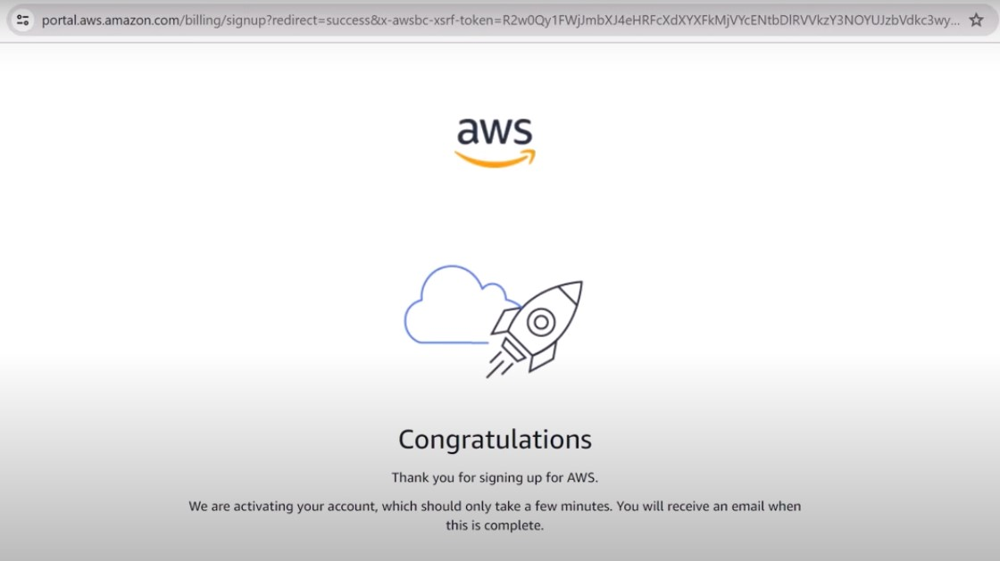 portal.aws.amazon.com/billing/signup?redirect=success&x-awsbc-xsrf-token=R2w0Qy1FWjJmbXJ4eHRFcXdXYXFkMjVYcENtbDlRVVkzY3NOYUJzbVdkc3wy...
aws
Congratulations
Thank you for signing up for AWS.
We are activating your account, which should only take a few minutes. You will receive an email when
this is complete.